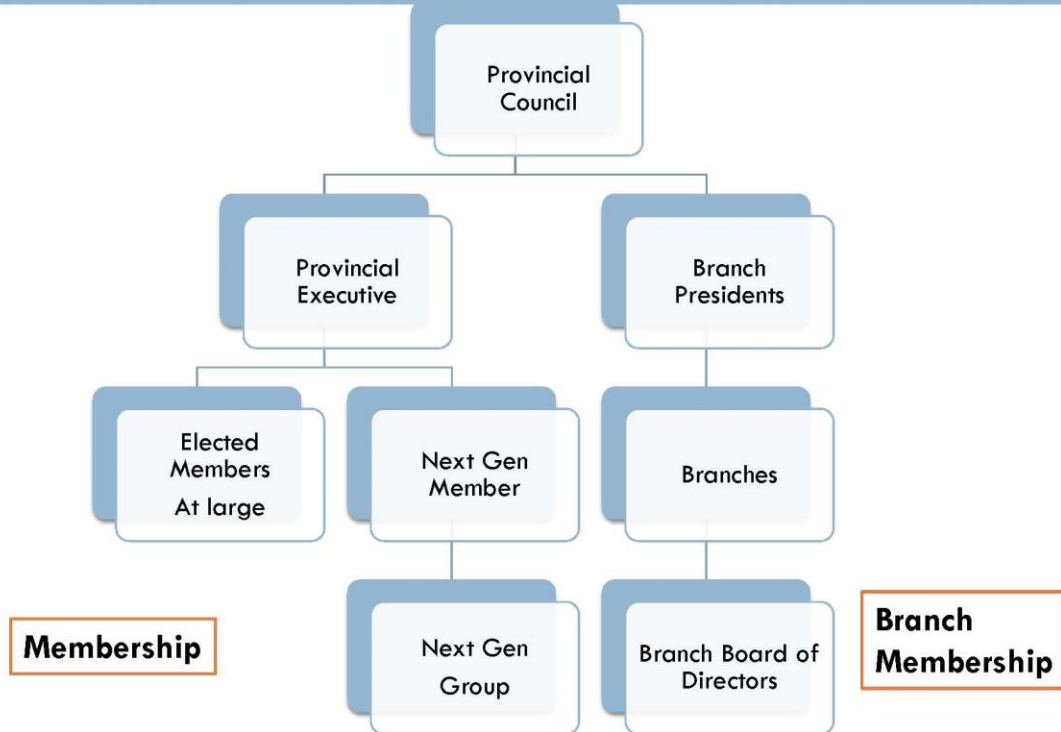 Provincial
Council
Provincial
Executive
Branch
Presidents
Elected
Members
At large
Next Gen
Member
Branches
Membership
Next Gen
Group
Branch Board of
Directors
Branch
Membership